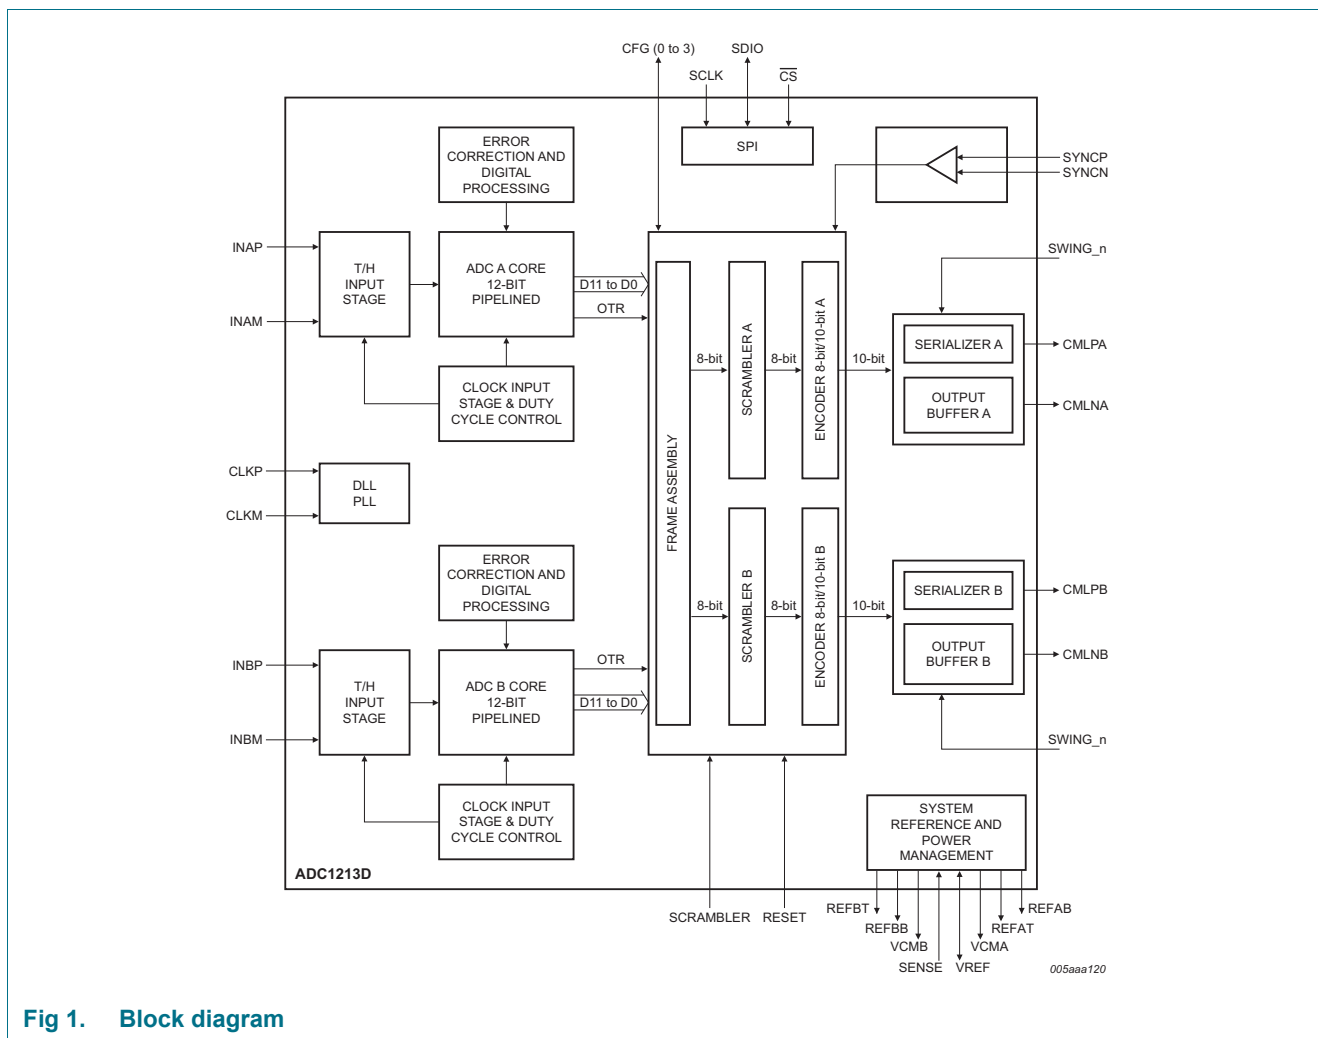 CFG (0 to 3)
SDIO
SCLK
CS
ERROR
CORRECTION AND
DIGITAL
PROCESSING
SPI
SYNCP
SYNCN
INAP
T/H
INPUT
STAGE
INAM
ADC A CORE
12-BIT
PIPELINED
D11 to D0
OTR
SWING_n
CLOCK INPUT
STAGE & DUTY
CYCLE CONTROL
FRAME ASSEMBLY
8-bit
SCRAMBLER A
8-bit
ENCODER 8-bit/10-bit A
10-bit
SERIALIZER A
OUTPUT
BUFFER A
CMLPA
CMLNA
CLKP
CLKM
DLL
PLL
ERROR
CORRECTION AND
DIGITAL
PROCESSING
8-bit
SCRAMBLER B
8-bit
ENCODER 8-bit/10-bit B
10-bit
SERIALIZER B
OUTPUT
BUFFER B
CMLPB
CMLNB
INBP
T/H
INPUT
STAGE
INBM
ADC B CORE
12-BIT
PIPELINED
OTR
D11 to D0
SWING_n
CLOCK INPUT
STAGE & DUTY
CYCLE CONTROL
SYSTEM
REFERENCE AND
POWER
MANAGEMENT
ADC1213D
SCRAMBLER
RESET
REFBT
REFBB
VCMB
SENSE
VREF
VCMA
REFAT
REFAB
005aaa120
Fig 1. Block diagram